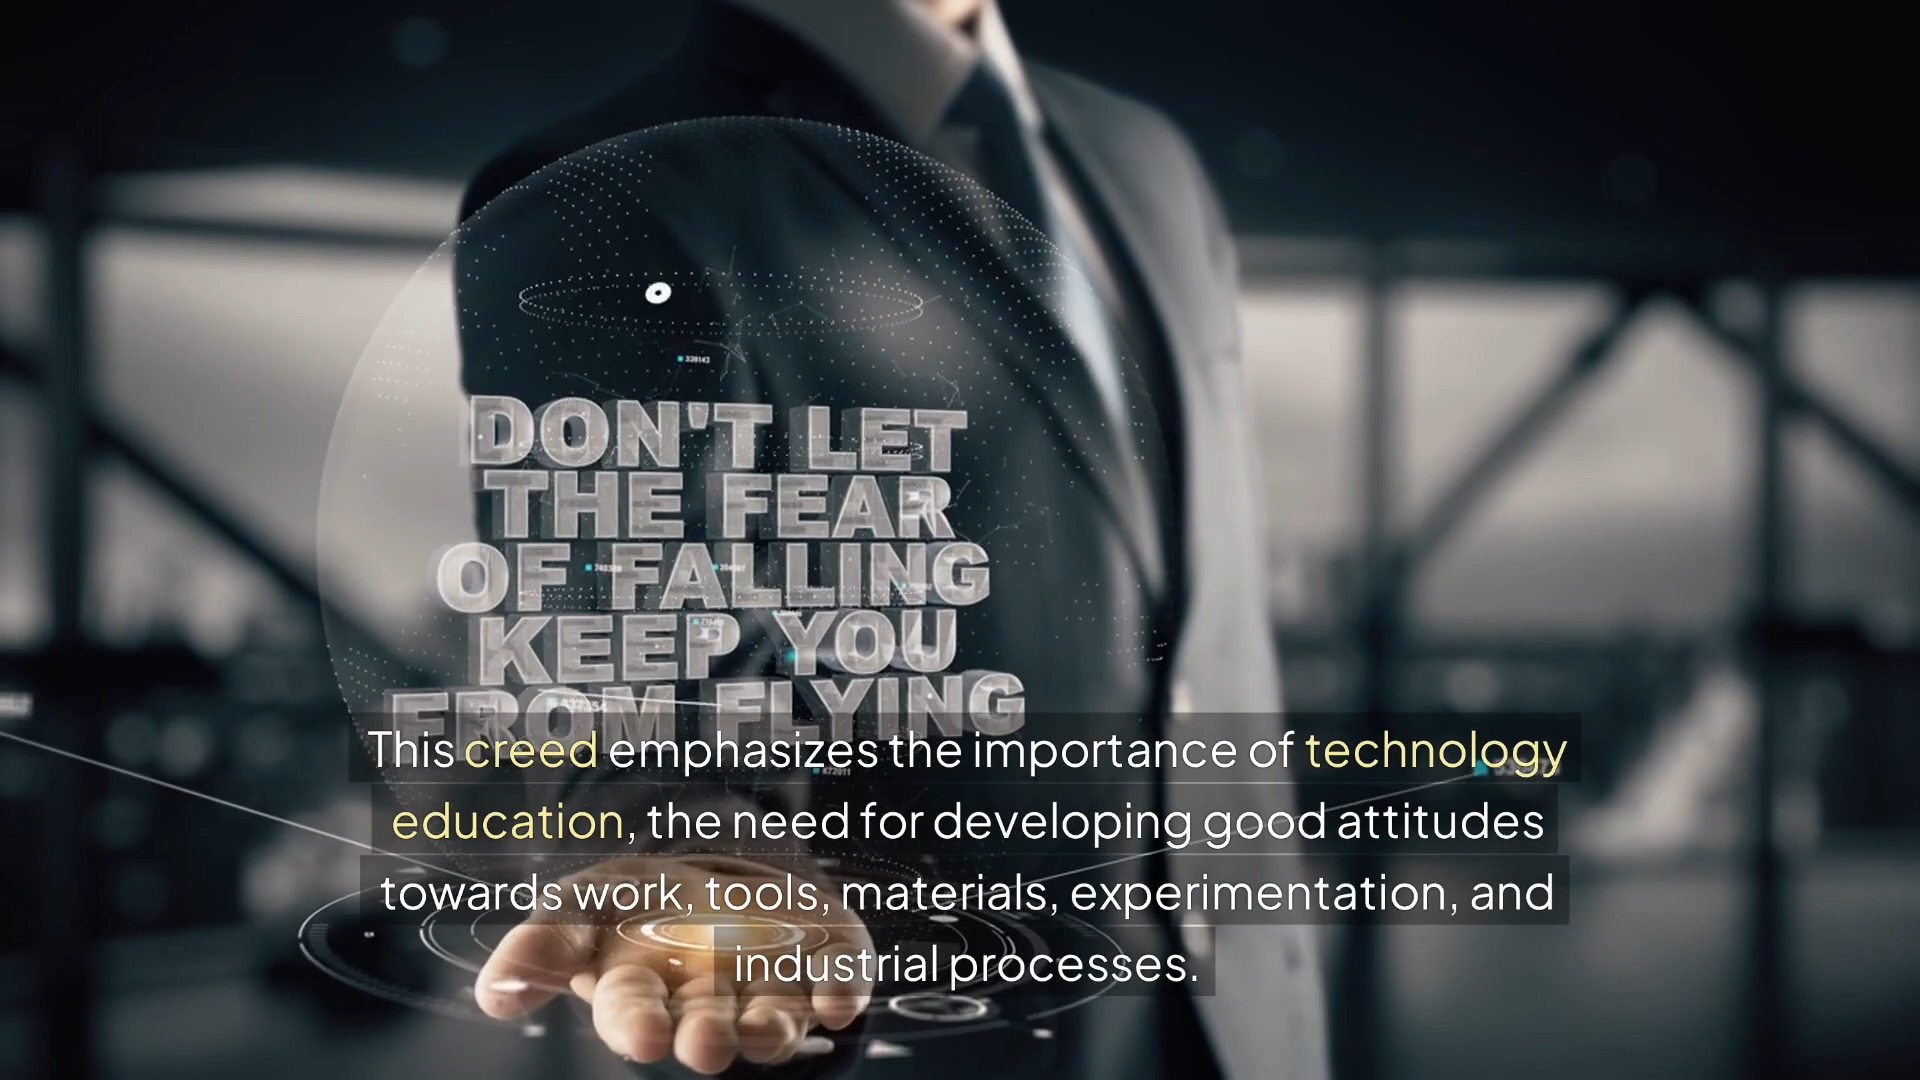 DON'T LET
THE FEAR
OF FALLING
KEEP YOU
FROM FLYING
This creed emphasizes the importance of technology
education, the need for developing good attitudes
towards work, tools, materials, experimentation, and
industrial processes.